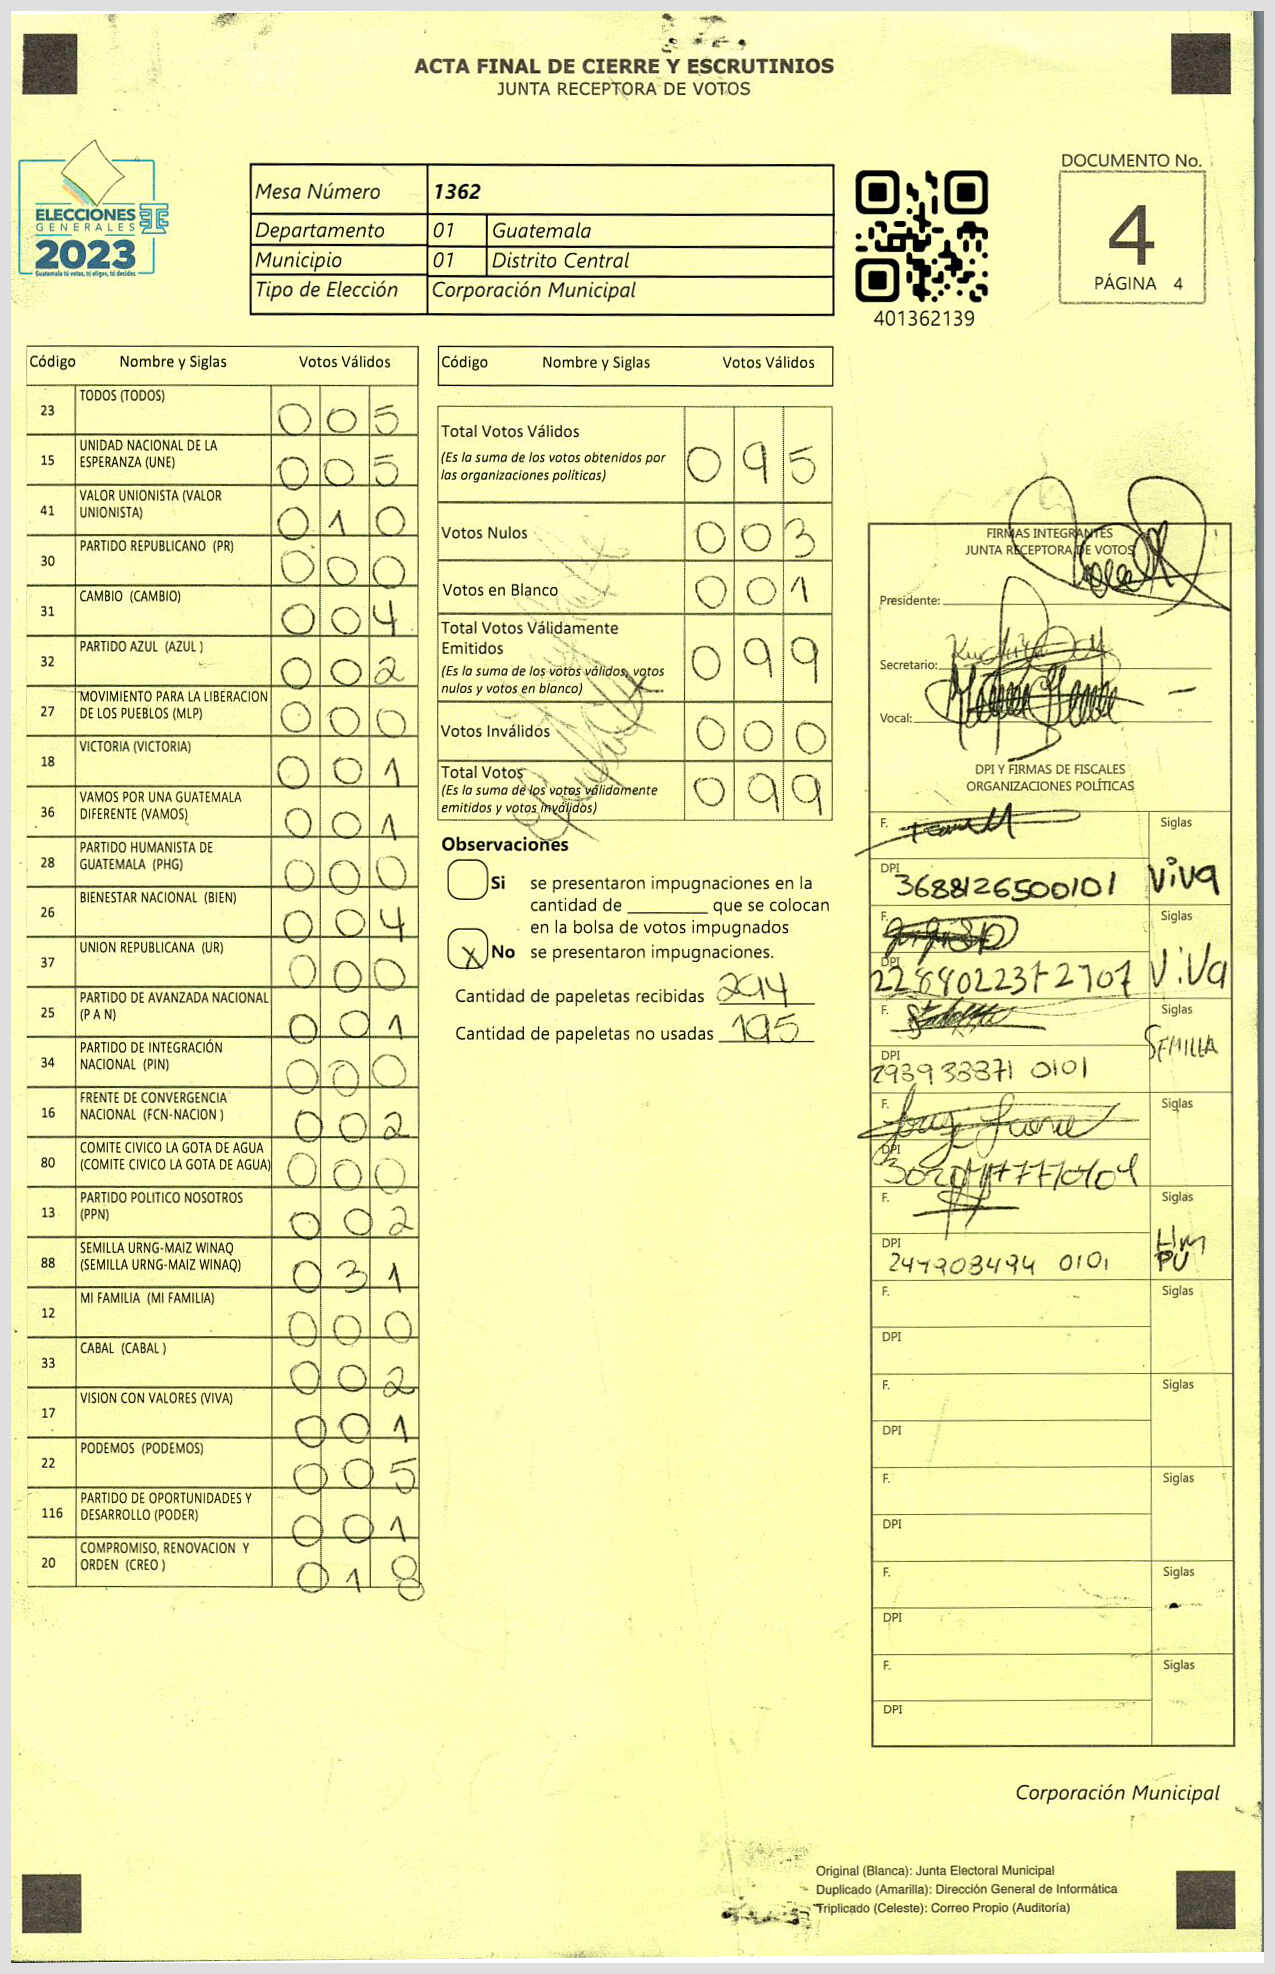 ACTA FINAL DE CIERRE Y ESCRUTINIOS
JUNTA RECEPTORA DE VOTOS
ELECCIONES
GENERALES
2023
Guatemala tú votas, tú eliges, tú decides
Mesa Número 1362
Departamento 01 Guatemala
Municipio 01 Distrito Central
Tipo de Elección Corporación Municipal
401362139
DOCUMENTO No.
4
PÁGINA 4
Código Nombre y Siglas Votos Válidos
23 TODOS (TODOS) 0 0 5
15 UNIDAD NACIONAL DE LA
ESPERANZA (UNE) 0 0 5
41 VALOR UNIONISTA (VALOR
UNIONISTA) 0 1 0
30 PARTIDO REPUBLICANO (PR) 0 0 0
31 CAMBIO (CAMBIO) 0 0 4
32 PARTIDO AZUL (AZUL ) 0 0 2
27 MOVIMIENTO PARA LA LIBERACION
DE LOS PUEBLOS (MLP) 0 0 0
18 VICTORIA (VICTORIA) 0 0 1
36 VAMOS POR UNA GUATEMALA
DIFERENTE (VAMOS) 0 0 1
28 PARTIDO HUMANISTA DE
GUATEMALA (PHG) 0 0 0
26 BIENESTAR NACIONAL (BIEN) 0 0 4
37 UNION REPUBLICANA (UR) 0 0 0
25 PARTIDO DE AVANZADA NACIONAL
(P A N) 0 0 1
34 PARTIDO DE INTEGRACIÓN
NACIONAL (PIN) 0 0 0
16 FRENTE DE CONVERGENCIA
NACIONAL (FCN-NACION ) 0 0 2
80 COMITE CIVICO LA GOTA DE AGUA
(COMITE CIVICO LA GOTA DE AGUA) 0 0 0
13 PARTIDO POLITICO NOSOTROS
(PPN) 0 0 2
88 SEMILLA URNG-MAIZ WINAQ
(SEMILLA URNG-MAIZ WINAQ) 0 3 1
12 MI FAMILIA (MI FAMILIA) 0 0 0
33 CABAL (CABAL ) 0 0 2
17 VISION CON VALORES (VIVA) 0 0 1
22 PODEMOS (PODEMOS) 0 0 5
116 PARTIDO DE OPORTUNIDADES Y
DESARROLLO (PODER) 0 0 1
20 COMPROMISO, RENOVACION Y
ORDEN (CREO ) 0 1 8
Código Nombre y Siglas Votos Válidos
Total Votos Válidos
(Es la suma de los votos obtenidos por
las organizaciones políticas) 0 9 5
Votos Nulos 0 0 3
Votos en Blanco 0 0 1
Total Votos Válidamente
Emitidos
(Es la suma de los votos válidos, votos
nulos y votos en blanco) 0 9 9
Votos Inválidos 0 0 0
Total Votos
(Es la suma de los votos válidamente
emitidos y votos inválidos) 0 9 9
Observaciones
Si se presentaron impugnaciones en la
cantidad de ________ que se colocan
en la bolsa de votos impugnados
X No se presentaron impugnaciones.
Cantidad de papeletas recibidas 294
Cantidad de papeletas no usadas 195
FIRMAS INTEGRANTES
JUNTA RECEPTORA DE VOTOS
Presidente:
Secretario:
Vocal:
DPI Y FIRMAS DE FISCALES
ORGANIZACIONES POLÍTICAS
F. Siglas
DPI 3688126500101 VIVA
F. Siglas
DPI VIVA
F. Siglas
DPI 2939 38371 0101 SEMILLA
F. Siglas
DPI
F. Siglas
DPI 247908494 0101
F. Siglas
DPI
F. Siglas
DPI
F. Siglas
DPI
F. Siglas
DPI
F. Siglas
DPI
Corporación Municipal
Original (Blanca): Junta Electoral Municipal
Duplicado (Amarilla): Dirección General de Informática
Triplicado (Celeste): Correo Propio (Auditoría)